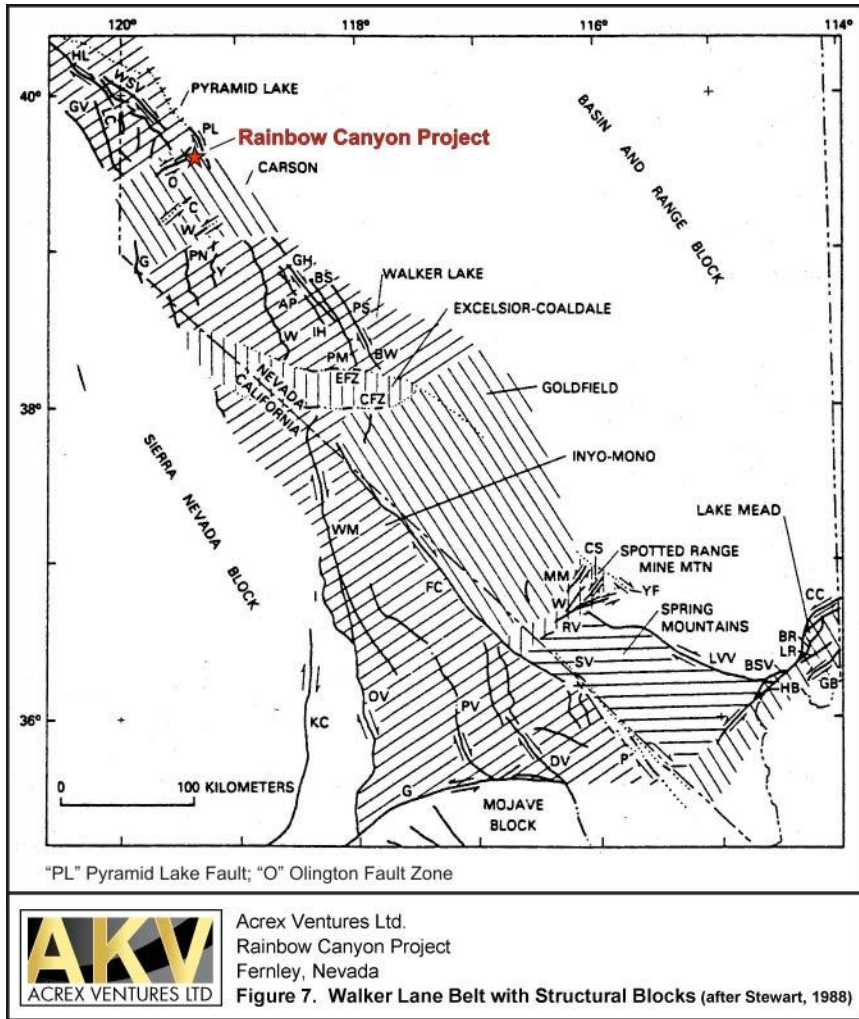 120°
118°
116°
114°
HL
WSV
40°
PYRAMID LAKE
GV
LC
PL
Rainbow Canyon Project
BASIN AND RANGE BLOCK
CARSON
O
C
W
G
PN
Y
GH
BS
WALKER LAKE
AP
PS
EXCELSIOR-COALDALE
W
IH
PM
BW
EFZ
NEVADA
CALIFORNIA
CFZ
GOLDFIELD
38°
SIERRA NEVADA BLOCK
INYO-MONO
WM
LAKE MEAD
CS
SPOTTED RANGE
MINE MTN
MM
YF
FC
W
CC
RV
SPRING
MOUNTAINS
BR
LR
SV
LVV
BSV
GB
HB
36°
OV
PV
KC
DV
P
0
100 KILOMETERS
G
MOJAVE
BLOCK
"PL" Pyramid Lake Fault; "O" Olington Fault Zone
AKV
ACREX VENTURES LTD
Acrex Ventures Ltd.
Rainbow Canyon Project
Fernley, Nevada
Figure 7. Walker Lane Belt with Structural Blocks (after Stewart, 1988)